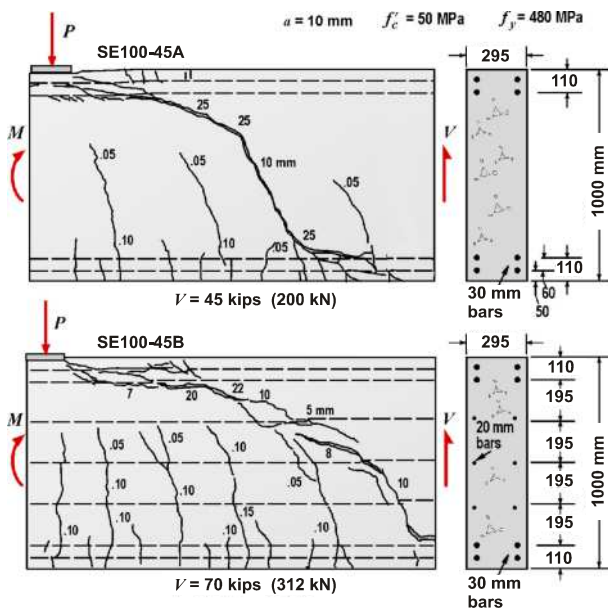 a = 10 mm f'c = 50 MPa fy = 480 MPa
P
SE100-45A
295
110
25
25
M
V
10 mm
.05
.05
.05
1000 mm
.10
.10
.05
25
.10
110
60
50
30 mm
bars
V = 45 kips (200 kN)
P
SE100-45B
295
110
7
20
22
10
195
5 mm
M
V
20 mm
bars
195
.05
.05
.10
8
.05
10
195
1000 mm
.10
.10
.10
.15
.10
.10
.10
.10
195
110
30 mm
bars
V = 70 kips (312 kN)